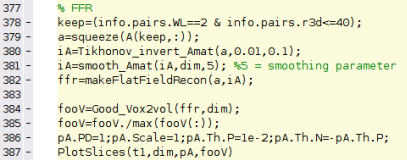 377 % FFR
378 - keep=(info.pairs.WL==2 & info.pairs.r3d<=40);
379 - a=squeeze(A(keep,:));
380 - iA=Tikhonov_invert_Amat(a,0.01,0.1);
381 - iA=smooth_Amat(iA,dim,5); %5 = smoothing parameter
382 - ffr=makeFlatFieldRecon(a,iA);
383
384 - fooV=Good_Vox2vol(ffr,dim);
385 - fooV=fooV./max(fooV(:));
386 - pA.PD=1;pA.Scale=1;pA.Th.P=1e-2;pA.Th.N=-pA.Th.P;
387 - PlotSlices(t1,dim,pA,fooV)